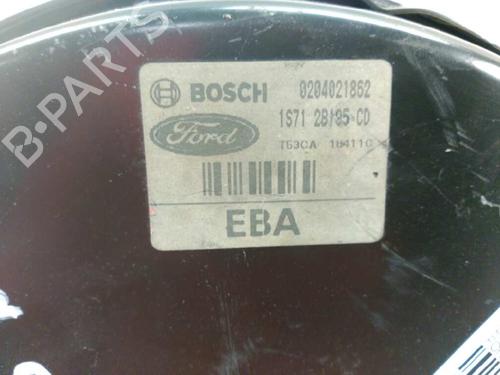 BOSCH 0204021862
Ford 1S71 2B195-CD
EBA
B-PARTS